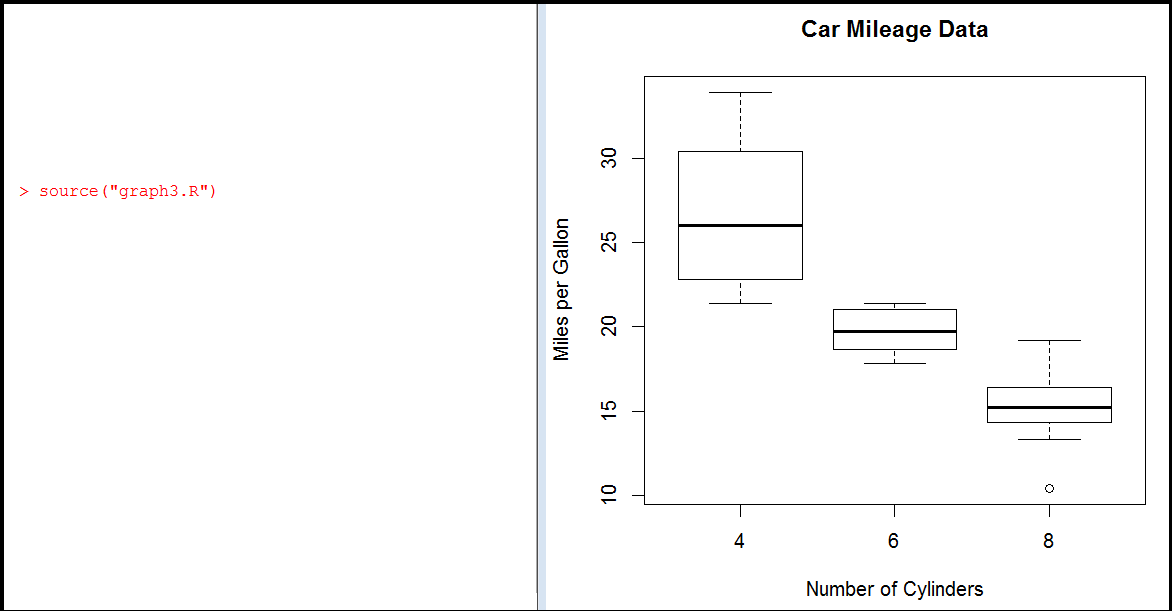 > source("graph3.R")
Car Mileage Data
Miles per Gallon
30
25
20
15
10
4 6 8
Number of Cylinders